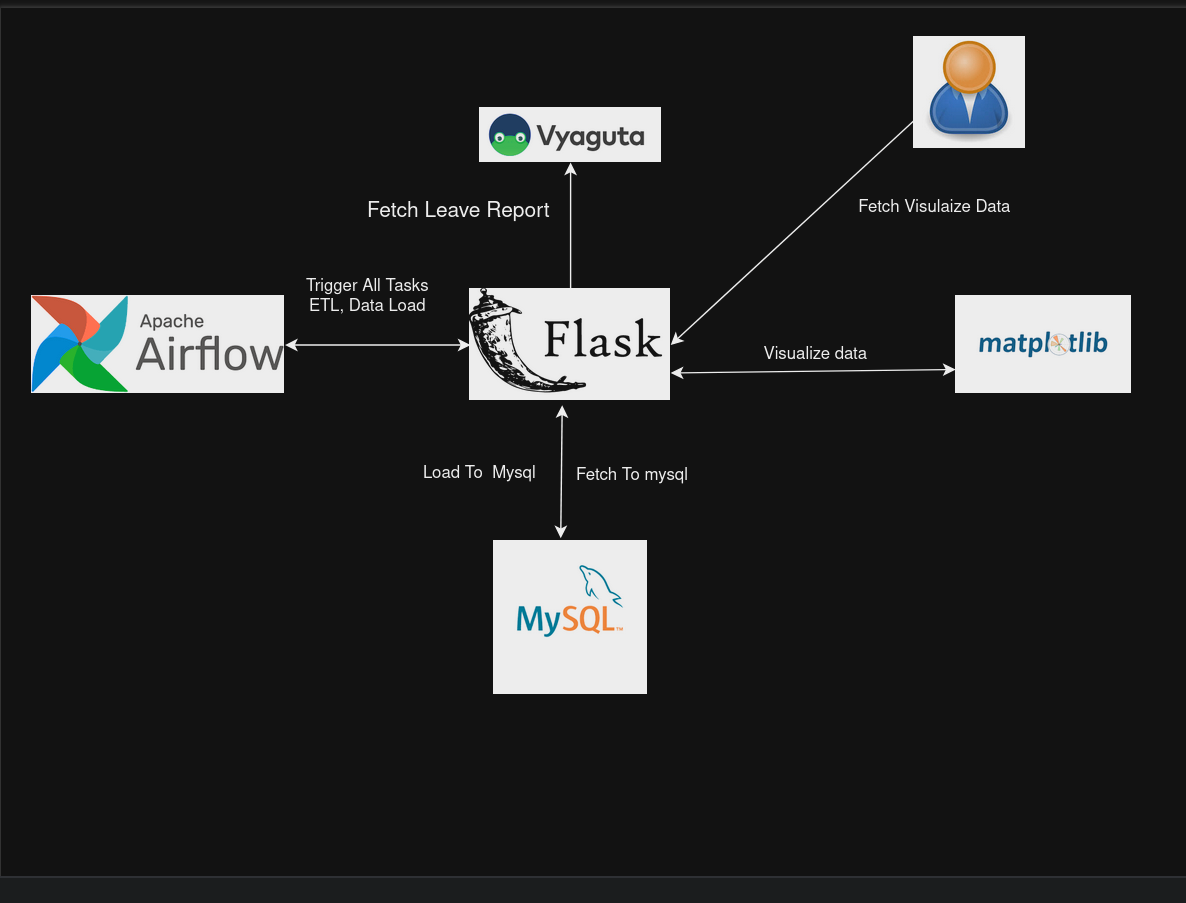 Vyaguta
Fetch Leave Report
Fetch Visulaize Data
Trigger All Tasks
ETL, Data Load
Apache
Airflow
Flask
Visualize data
matplotlib
Load To  Mysql
Fetch To mysql
MySQL™